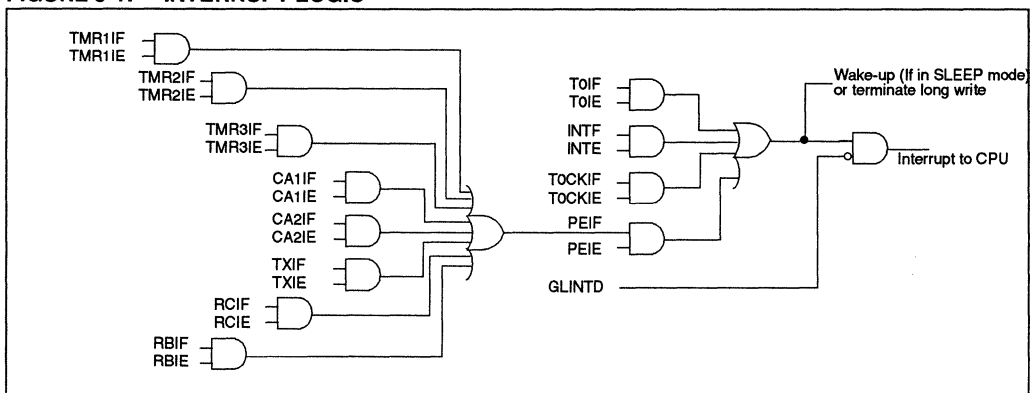 TMR1IF
TMR1IE
TMR2IF
TMR2IE
TMR3IF
TMR3IE
CA1IF
CA1IE
CA2IF
CA2IE
TXIF
TXIE
RCIF
RCIE
RBIF
RBIE
T0IF
T0IE
INTF
INTE
T0CKIF
T0CKIE
PEIF
PEIE
GLINTD
Wake-up (If in SLEEP mode)
or terminate long write
Interrupt to CPU